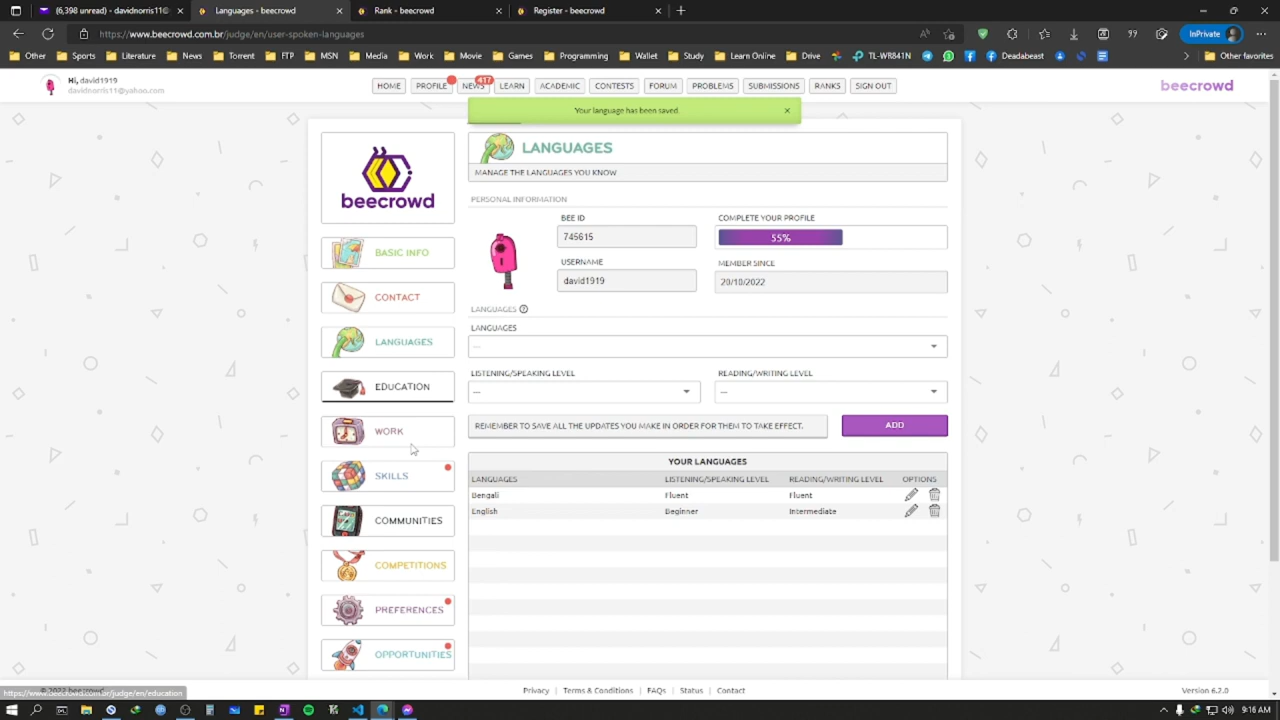 (6,398 unread) - davidnorris11@
Languages - beecrowd
Rank - beecrowd
Register - beecrowd
https://www.beecrowd.com.br/judge/en/user-spoken-languages
InPrivate
Other
Sports
Literature
News
Torrent
FTP
MSN
Media
Work
Movie
Games
Programming
Wallet
Study
Learn Online
Drive
TL-WR841N
Deadabeast
Other favorites
Hi, david1919
davidnorris11@yahoo.com
HOME
PROFILE
NEWS
417
LEARN
ACADEMIC
CONTESTS
FORUM
PROBLEMS
SUBMISSIONS
RANKS
SIGN OUT
beecrowd
Your language has been saved.
beecrowd
BASIC INFO
CONTACT
LANGUAGES
EDUCATION
WORK
SKILLS
COMMUNITIES
COMPETITIONS
PREFERENCES
OPPORTUNITIES
LANGUAGES
MANAGE THE LANGUAGES YOU KNOW
PERSONAL INFORMATION
BEE ID
COMPLETE YOUR PROFILE
745615
55%
USERNAME
MEMBER SINCE
david1919
20/10/2022
LANGUAGES
LANGUAGES
---
LISTENING/SPEAKING LEVEL
READING/WRITING LEVEL
---
---
REMEMBER TO SAVE ALL THE UPDATES YOU MAKE IN ORDER FOR THEM TO TAKE EFFECT.
ADD
YOUR LANGUAGES
LANGUAGES LISTENING/SPEAKING LEVEL READING/WRITING LEVEL OPTIONS
Bengali Fluent Fluent
English Beginner Intermediate
© 2022 beecrowd
Privacy | Terms & Conditions | FAQs | Status | Contact
Version 6.2.0
https://www.beecrowd.com.br/judge/en/education
9:16 AM